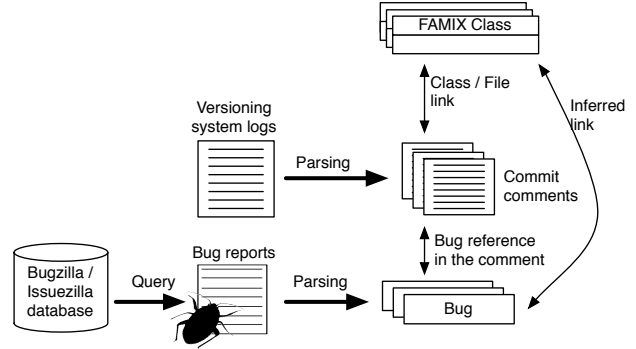 FAMIX Class
Class / File
link
Inferred
link
Versioning
system logs
Parsing
Commit
comments
Bug reference
in the comment
Bug reports
Bugzilla /
Issuezilla
database
Query
Parsing
Bug